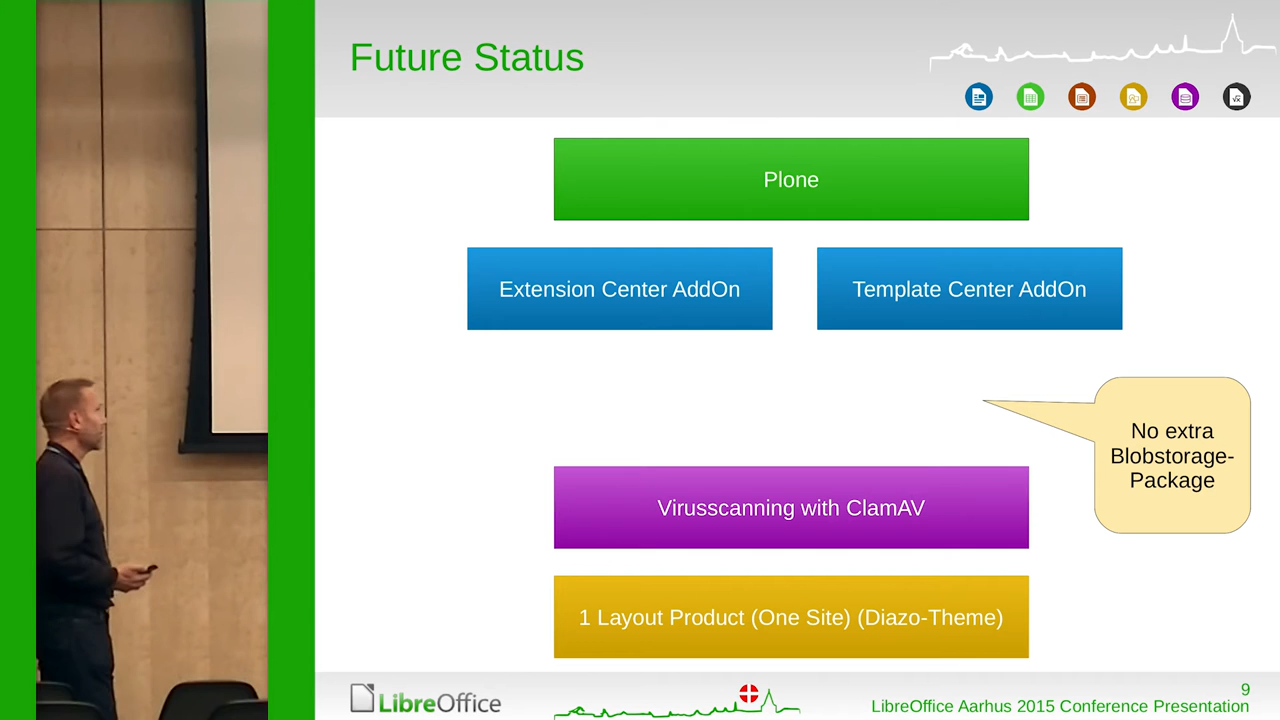 Future Status
Plone
Extension Center AddOn
Template Center AddOn
No extra
Blobstorage-
Package
Virusscanning with ClamAV
1 Layout Product (One Site) (Diazo-Theme)
LibreOffice
9
LibreOffice Aarhus 2015 Conference Presentation